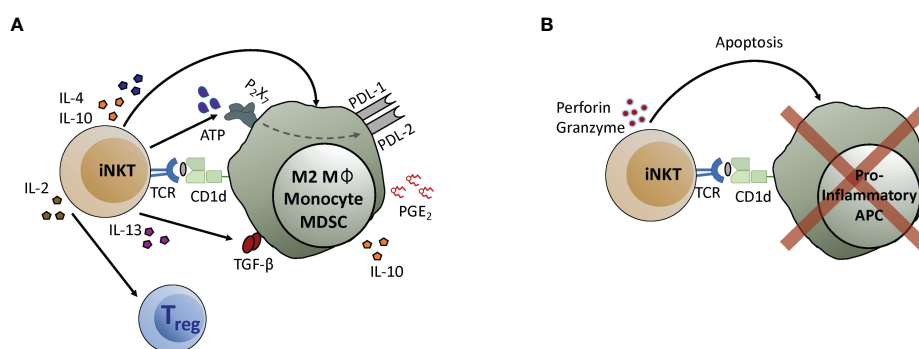 A
IL-4
IL-10
ATP
P2X7
PDL-1
PDL-2
iNKT
TCR
CD1d
M2 MΦ
Monocyte
MDSC
IL-2
IL-13
TGF-β
PGE2
IL-10
Treg
B
Apoptosis
Perforin
Granzyme
iNKT
TCR
CD1d
Pro-
Inflammatory
APC